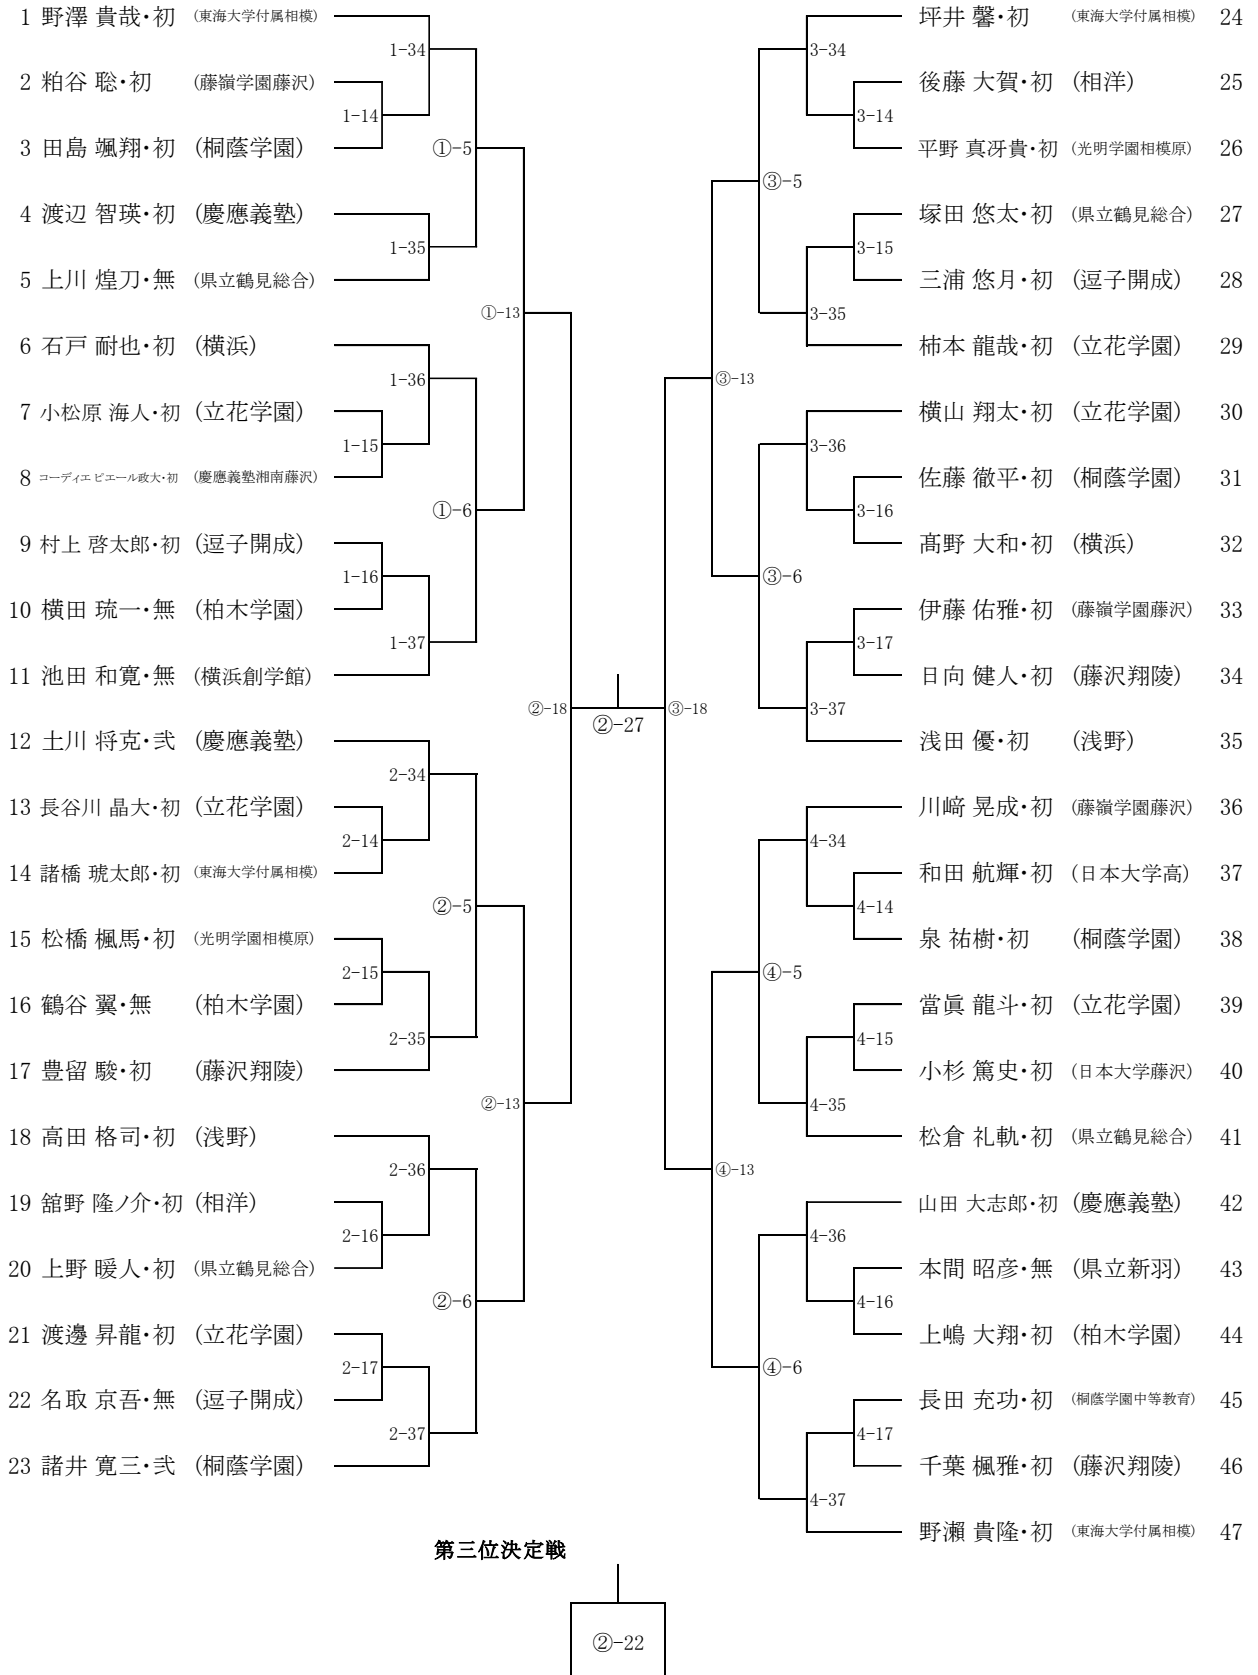 1 野澤 貴哉・初 (東海大学付属相模)
1-34
2 粕谷 聡・初 (藤嶺学園藤沢)
1-14
3 田島 颯翔・初 (桐蔭学園)
①-5
4 渡辺 智瑛・初 (慶應義塾)
1-35
5 上川 煌刀・無 (県立鶴見総合)
①-13
6 石戸 耐也・初 (横浜)
1-36
7 小松原 海人・初 (立花学園)
1-15
8 コーディエ ピエール政大・初 (慶應義塾湘南藤沢)
①-6
9 村上 啓太郎・初 (逗子開成)
1-16
10 横田 琉一・無 (柏木学園)
1-37
11 池田 和寛・無 (横浜創学館)
②-18
12 土川 将克・弐 (慶應義塾)
2-34
13 長谷川 晶大・初 (立花学園)
2-14
14 諸橋 琥太郎・初 (東海大学付属相模)
②-5
15 松橋 楓馬・初 (光明学園相模原)
2-15
16 鶴谷 翼・無 (柏木学園)
2-35
17 豊留 駿・初 (藤沢翔陵)
②-13
18 高田 格司・初 (浅野)
2-36
19 舘野 隆ノ介・初 (相洋)
2-16
20 上野 暖人・初 (県立鶴見総合)
②-6
21 渡邊 昇龍・初 (立花学園)
2-17
22 名取 京吾・無 (逗子開成)
2-37
23 諸井 寛三・弐 (桐蔭学園)
②-27
坪井 馨・初 (東海大学付属相模) 24
3-34
後藤 大賀・初 (相洋) 25
3-14
平野 真冴貴・初 (光明学園相模原) 26
③-5
塚田 悠太・初 (県立鶴見総合) 27
3-15
三浦 悠月・初 (逗子開成) 28
3-35
柿本 龍哉・初 (立花学園) 29
③-13
横山 翔太・初 (立花学園) 30
3-36
佐藤 徹平・初 (桐蔭学園) 31
3-16
髙野 大和・初 (横浜) 32
③-6
伊藤 佑雅・初 (藤嶺学園藤沢) 33
3-17
日向 健人・初 (藤沢翔陵) 34
3-37
③-18
浅田 優・初 (浅野) 35
川﨑 晃成・初 (藤嶺学園藤沢) 36
4-34
和田 航輝・初 (日本大学高) 37
4-14
泉 祐樹・初 (桐蔭学園) 38
④-5
當眞 龍斗・初 (立花学園) 39
4-15
小杉 篤史・初 (日本大学藤沢) 40
4-35
松倉 礼軌・初 (県立鶴見総合) 41
④-13
山田 大志郎・初 (慶應義塾) 42
4-36
本間 昭彦・無 (県立新羽) 43
4-16
上嶋 大翔・初 (柏木学園) 44
④-6
長田 充功・初 (桐蔭学園中等教育) 45
4-17
千葉 楓雅・初 (藤沢翔陵) 46
4-37
野瀬 貴隆・初 (東海大学付属相模) 47
第三位決定戦
②-22